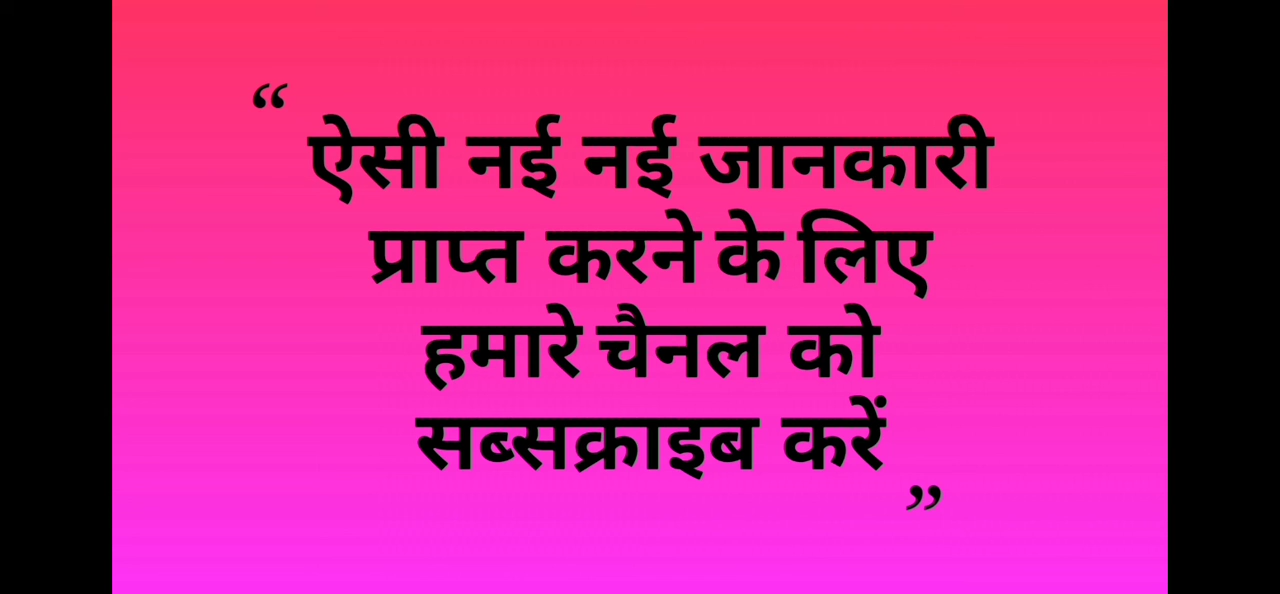 “ ऐसी नई नई जानकारी
प्राप्त करने के लिए
हमारे चैनल को
सब्सक्राइब करें ”